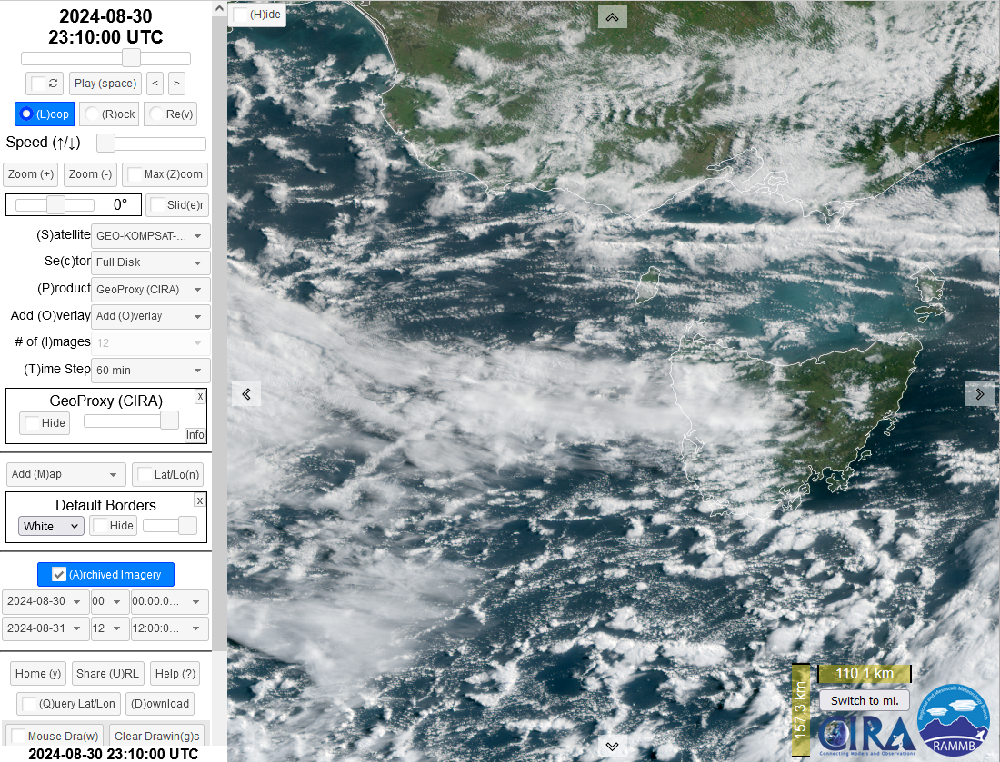 2024-08-30
23:10:00 UTC
Play (space)
<
>
(L)oop
(R)ock
Re(v)
Speed (↑/↓)
Zoom (+)
Zoom (-)
Max (Z)oom
0°
Slid(e)r
(S)atellite
GEO-KOMPSAT-...
Se(c)tor
Full Disk
(P)roduct
GeoProxy (CIRA)
Add (O)verlay
Add (O)verlay
# of (I)mages
12
(T)ime Step
60 min
GeoProxy (CIRA)
x
Hide
Info
Add (M)ap
Lat/Lo(n)
Default Borders
x
White
Hide
(A)rchived Imagery
2024-08-30
00
00:00:0...
2024-08-31
12
12:00:0...
Home (y)
Share (U)RL
Help (?)
(Q)uery Lat/Lon
(D)ownload
Mouse Dra(w)
Clear Drawin(g)s
2024-08-30 23:10:00 UTC
(H)ide
110.1 km
157.3 km
Switch to mi.
CIRA
Connecting Models and Observations
Regional and Mesoscale Meteorology Branch
RAMMB